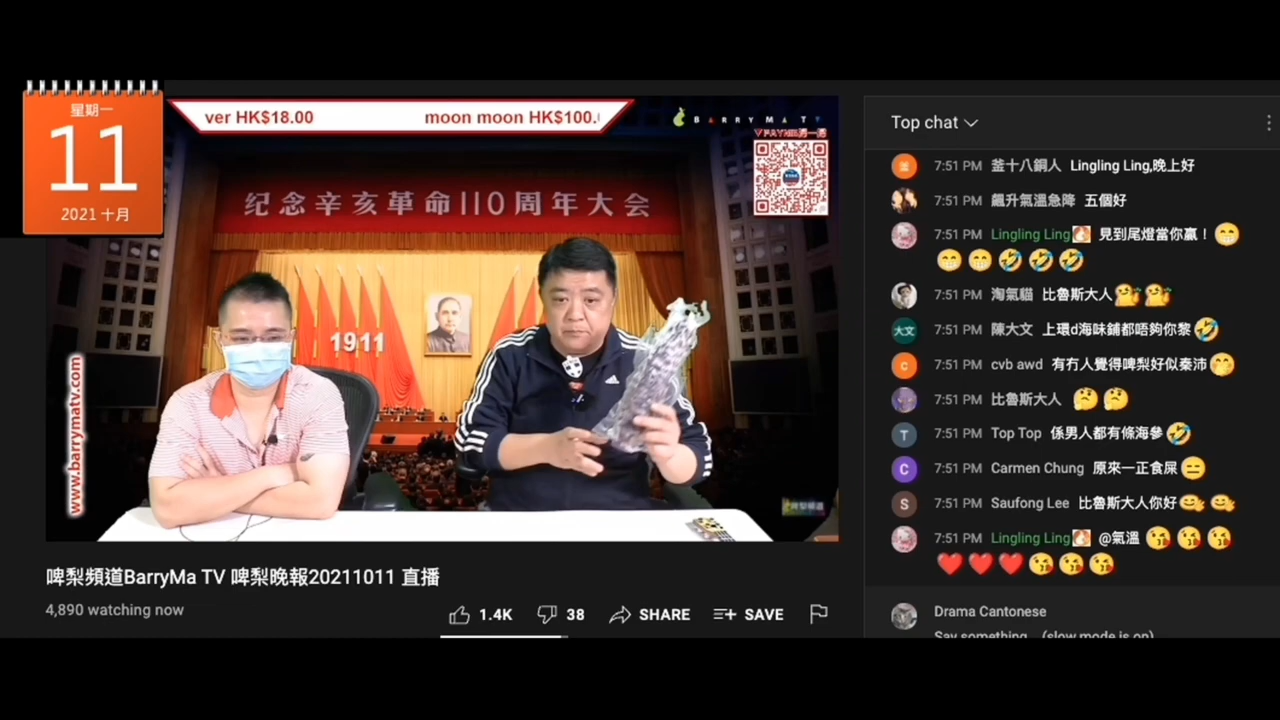 星期一
11
2021 十月
ver HK$18.00
moon moon HK$100.
BARRYMATV
纪念辛亥革命110周年大会
1911
www.barrymatv.com
啤梨頻道
啤梨頻道BarryMa TV 啤梨晚報20211011 直播
4,890 watching now
1.4K
38
SHARE
SAVE
Top chat
7:51 PM 釜十八銅人 Lingling Ling,晚上好
7:51 PM 飆升氣溫急降 五個好
7:51 PM Lingling Ling 見到尾燈當你贏！😁
😁😁🤣🤣🤣
7:51 PM 淘氣貓 比魯斯大人
大文 7:51 PM 陳大文 上環d海味鋪都唔夠你黎🤣
C 7:51 PM cvb awd 有冇人覺得啤梨好似秦沛🤭
7:51 PM 比魯斯大人 🤔🤔
T 7:51 PM Top Top 係男人都有條海參🤣
C 7:51 PM Carmen Chung 原來一正食屎😑
S 7:51 PM Saufong Lee 比魯斯大人你好🥰🥰
7:51 PM Lingling Ling @氣溫 😘😘😘
❤️❤️❤️😘😘😘
Drama Cantonese
Say something... (slow mode is on)